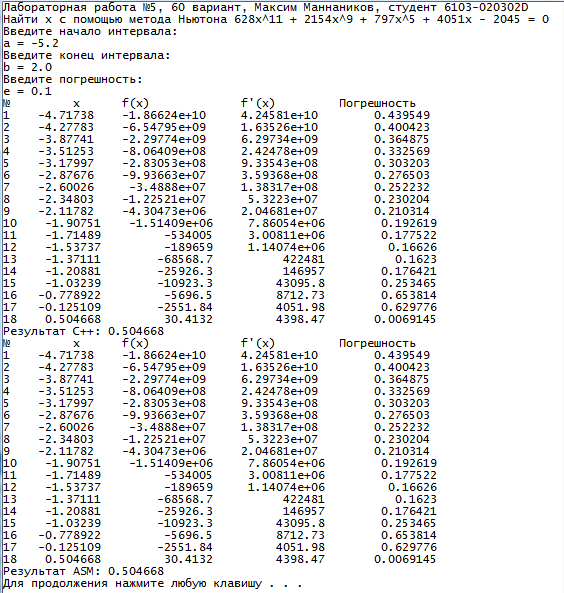 Лабораторная работа №5, 60 вариант, Максим Маннаников, студент 6103-020302D
Найти x с помощью метода Ньютона 628x^11 + 2154x^9 + 797x^5 + 4051x - 2045 = 0
Введите начало интервала:
a = -5.2
Введите конец интервала:
b = 2.0
Введите погрешность:
e = 0.1
№ x f(x) f'(x) Погрешность
1 -4.71738 -1.86624e+10 4.24581e+10 0.439549
2 -4.27783 -6.54795e+09 1.63526e+10 0.400423
3 -3.87741 -2.29774e+09 6.29734e+09 0.364875
4 -3.51253 -8.06409e+08 2.42478e+09 0.332569
5 -3.17997 -2.83053e+08 9.33543e+08 0.303203
6 -2.87676 -9.93663e+07 3.59368e+08 0.276503
7 -2.60026 -3.4888e+07 1.38317e+08 0.252232
8 -2.34803 -1.22521e+07 5.3223e+07 0.230204
9 -2.11782 -4.30473e+06 2.04681e+07 0.210314
10 -1.90751 -1.51409e+06 7.86054e+06 0.192619
11 -1.71489 -534005 3.00811e+06 0.177522
12 -1.53737 -189659 1.14074e+06 0.16626
13 -1.37111 -68568.7 422481 0.1623
14 -1.20881 -25926.3 146957 0.176421
15 -1.03239 -10923.3 43095.8 0.253465
16 -0.778922 -5696.5 8712.73 0.653814
17 -0.125109 -2551.84 4051.98 0.629776
18 0.504668 30.4132 4398.47 0.0069145
Результат C++: 0.504668
№ x f(x) f'(x) Погрешность
1 -4.71738 -1.86624e+10 4.24581e+10 0.439549
2 -4.27783 -6.54795e+09 1.63526e+10 0.400423
3 -3.87741 -2.29774e+09 6.29734e+09 0.364875
4 -3.51253 -8.06409e+08 2.42478e+09 0.332569
5 -3.17997 -2.83053e+08 9.33543e+08 0.303203
6 -2.87676 -9.93663e+07 3.59368e+08 0.276503
7 -2.60026 -3.4888e+07 1.38317e+08 0.252232
8 -2.34803 -1.22521e+07 5.3223e+07 0.230204
9 -2.11782 -4.30473e+06 2.04681e+07 0.210314
10 -1.90751 -1.51409e+06 7.86054e+06 0.192619
11 -1.71489 -534005 3.00811e+06 0.177522
12 -1.53737 -189659 1.14074e+06 0.16626
13 -1.37111 -68568.7 422481 0.1623
14 -1.20881 -25926.3 146957 0.176421
15 -1.03239 -10923.3 43095.8 0.253465
16 -0.778922 -5696.5 8712.73 0.653814
17 -0.125109 -2551.84 4051.98 0.629776
18 0.504668 30.4132 4398.47 0.0069145
Результат ASM: 0.504668
Для продолжения нажмите любую клавишу . . .